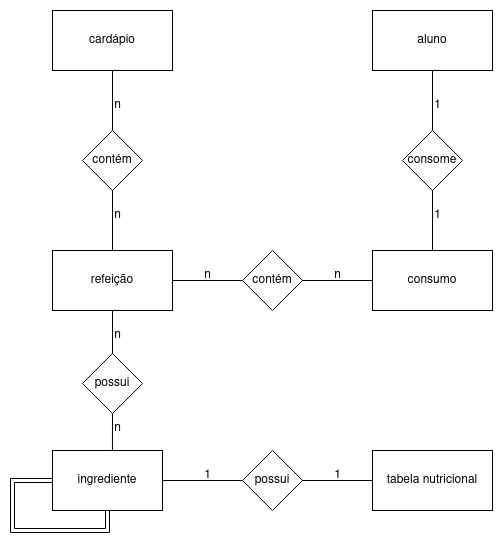 cardápio
aluno
n
1
contém
consome
n
1
refeição
n
contém
n
consumo
n
possui
n
ingrediente
1
possui
1
tabela nutricional